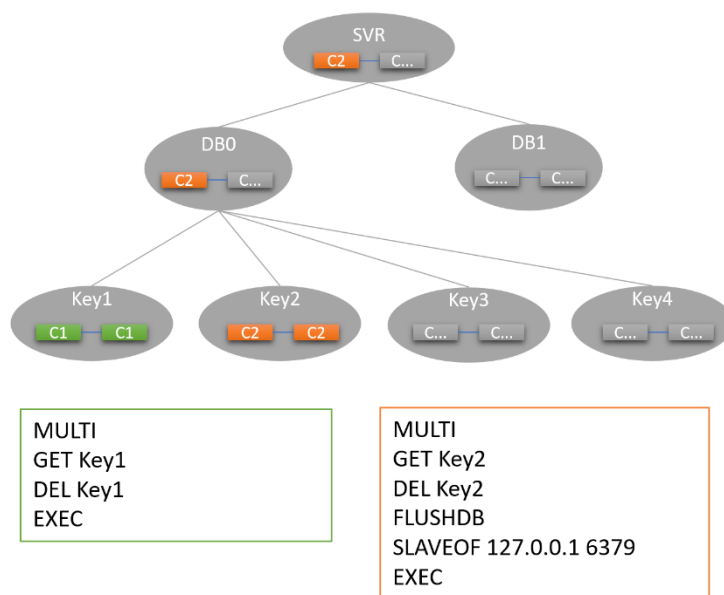 SVR
C2 C...
DB0
C2 C...
DB1
C... C...
Key1
C1 C1
Key2
C2 C2
Key3
C... C...
Key4
C... C...
MULTI
GET Key1
DEL Key1
EXEC
MULTI
GET Key2
DEL Key2
FLUSHDB
SLAVEOF 127.0.0.1 6379
EXEC